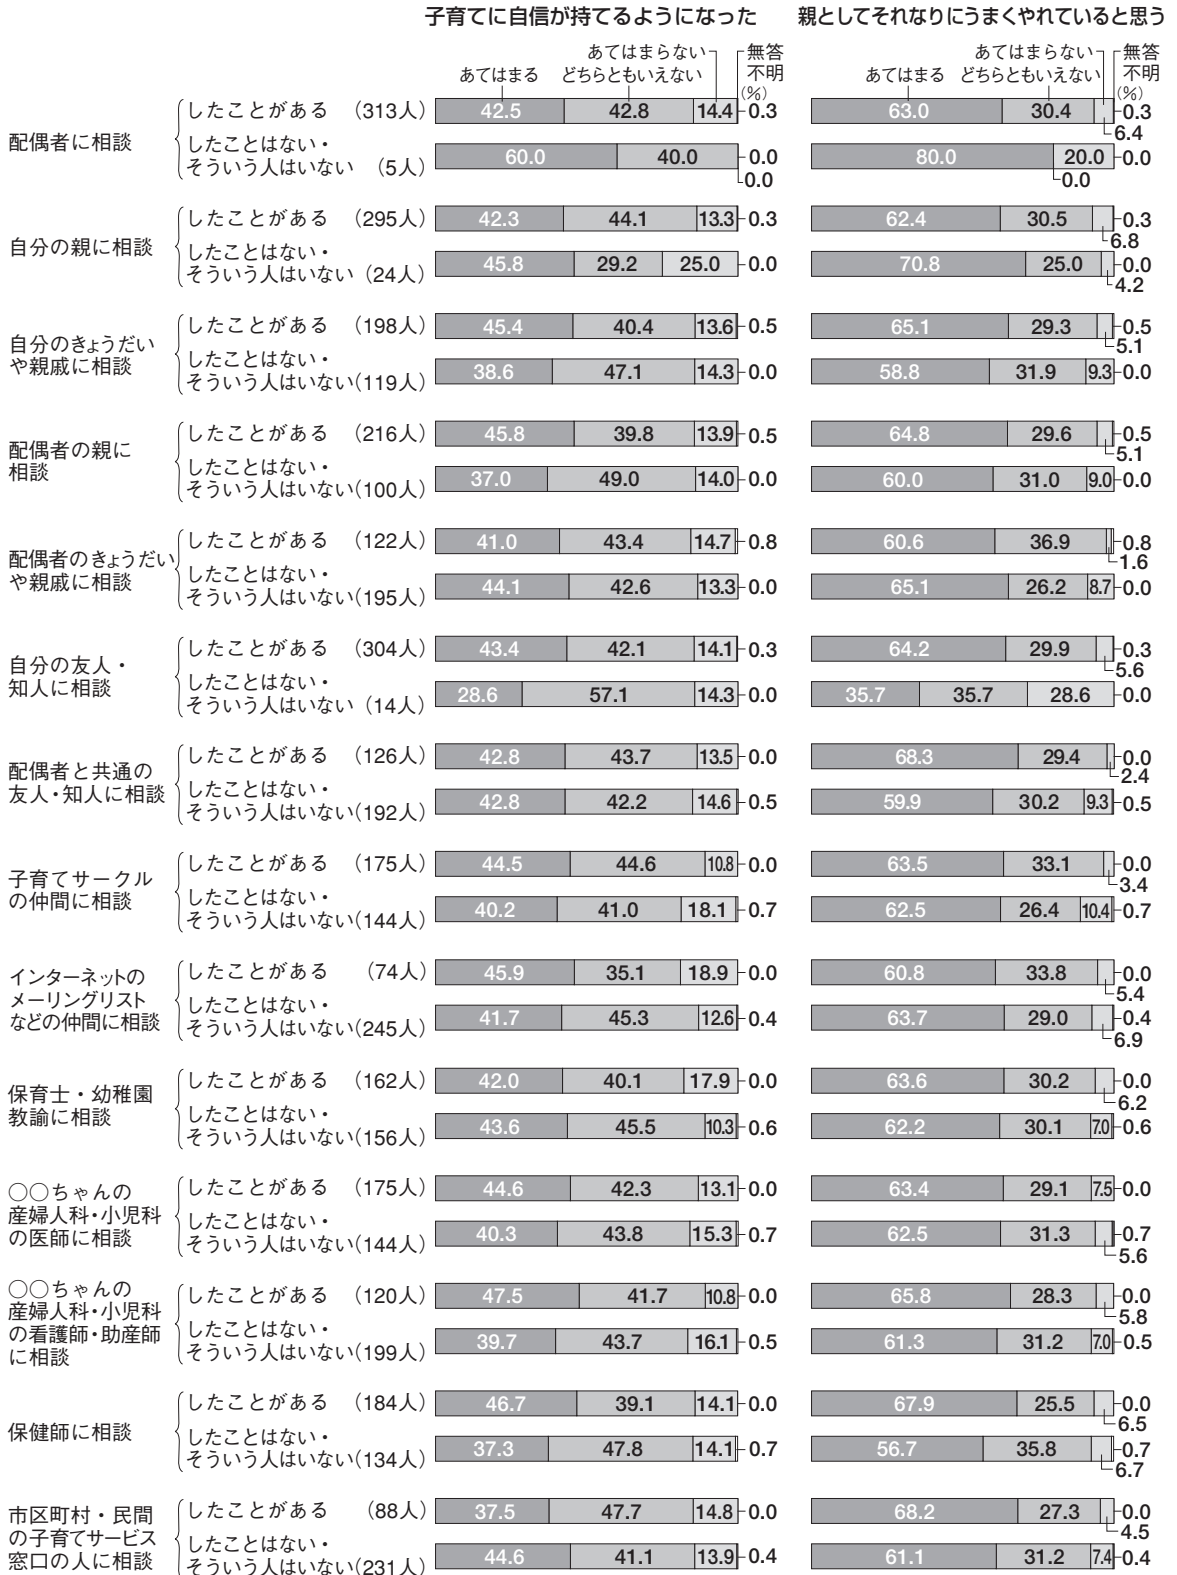 子育てに自信が持てるようになった　親としてそれなりにうまくやれていると思う
あてはまらない　無答　あてはまらない　無答
あてはまる　どちらともいえない　不明　あてはまる　どちらともいえない　不明
(%)　(%)
配偶者に相談
したことがある　(313人)　42.5　42.8　14.4　0.3　63.0　30.4　0.3
6.4
したことはない・
そういう人はいない　(5人)　60.0　40.0　0.0　80.0　20.0　0.0
0.0　0.0
自分の親に相談
したことがある　(295人)　42.3　44.1　13.3　0.3　62.4　30.5　0.3
6.8
したことはない・
そういう人はいない　(24人)　45.8　29.2　25.0　0.0　70.8　25.0　0.0
4.2
自分のきょうだい
や親戚に相談
したことがある　(198人)　45.4　40.4　13.6　0.5　65.1　29.3　0.5
5.1
したことはない・
そういう人はいない(119人)　38.6　47.1　14.3　0.0　58.8　31.9　9.3　0.0
配偶者の親に
相談
したことがある　(216人)　45.8　39.8　13.9　0.5　64.8　29.6　0.5
5.1
したことはない・
そういう人はいない(100人)　37.0　49.0　14.0　0.0　60.0　31.0　9.0　0.0
配偶者のきょうだい
や親戚に相談
したことがある　(122人)　41.0　43.4　14.7　0.8　60.6　36.9　0.8
1.6
したことはない・
そういう人はいない(195人)　44.1　42.6　13.3　0.0　65.1　26.2　8.7　0.0
自分の友人・
知人に相談
したことがある　(304人)　43.4　42.1　14.1　0.3　64.2　29.9　0.3
5.6
したことはない・
そういう人はいない　(14人)　28.6　57.1　14.3　0.0　35.7　35.7　28.6　0.0
配偶者と共通の
友人・知人に相談
したことがある　(126人)　42.8　43.7　13.5　0.0　68.3　29.4　0.0
2.4
したことはない・
そういう人はいない(192人)　42.8　42.2　14.6　0.5　59.9　30.2　9.3　0.5
子育てサークル
の仲間に相談
したことがある　(175人)　44.5　44.6　10.8　0.0　63.5　33.1　0.0
3.4
したことはない・
そういう人はいない(144人)　40.2　41.0　18.1　0.7　62.5　26.4　10.4　0.7
インターネットの
メーリングリスト
などの仲間に相談
したことがある　(74人)　45.9　35.1　18.9　0.0　60.8　33.8　0.0
5.4
したことはない・
そういう人はいない(245人)　41.7　45.3　12.6　0.4　63.7　29.0　0.4
6.9
保育士・幼稚園
教諭に相談
したことがある　(162人)　42.0　40.1　17.9　0.0　63.6　30.2　0.0
6.2
したことはない・
そういう人はいない(156人)　43.6　45.5　10.3　0.6　62.2　30.1　7.0　0.6
○○ちゃんの
産婦人科・小児科
の医師に相談
したことがある　(175人)　44.6　42.3　13.1　0.0　63.4　29.1　7.5　0.0
したことはない・
そういう人はいない(144人)　40.3　43.8　15.3　0.7　62.5　31.3　0.7
5.6
○○ちゃんの
産婦人科・小児科
の看護師・助産師
に相談
したことがある　(120人)　47.5　41.7　10.8　0.0　65.8　28.3　0.0
5.8
したことはない・
そういう人はいない(199人)　39.7　43.7　16.1　0.5　61.3　31.2　7.0　0.5
保健師に相談
したことがある　(184人)　46.7　39.1　14.1　0.0　67.9　25.5　0.0
6.5
したことはない・
そういう人はいない(134人)　37.3　47.8　14.1　0.7　56.7　35.8　0.7
6.7
市区町村・民間
の子育てサービス
窓口の人に相談
したことがある　(88人)　37.5　47.7　14.8　0.0　68.2　27.3　0.0
4.5
したことはない・
そういう人はいない(231人)　44.6　41.1　13.9　0.4　61.1　31.2　7.4　0.4